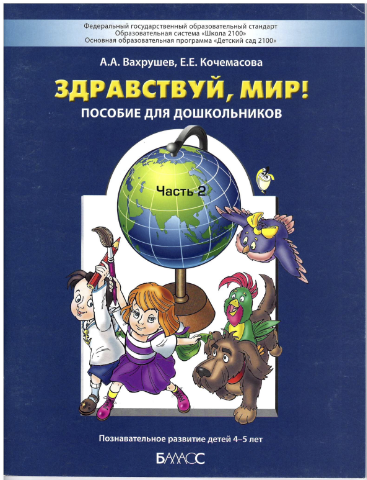 Федеральный государственный образовательный стандарт
Образовательная система «Школа 2100»
Основная образовательная программа «Детский сад 2100»
А.А. Вахрушев, Е.Е. Кочемасова
ЗДРАВСТВУЙ, МИР!
ПОСОБИЕ ДЛЯ ДОШКОЛЬНИКОВ
Часть 2
Познавательное развитие детей 4–5 лет
БАЛАСС